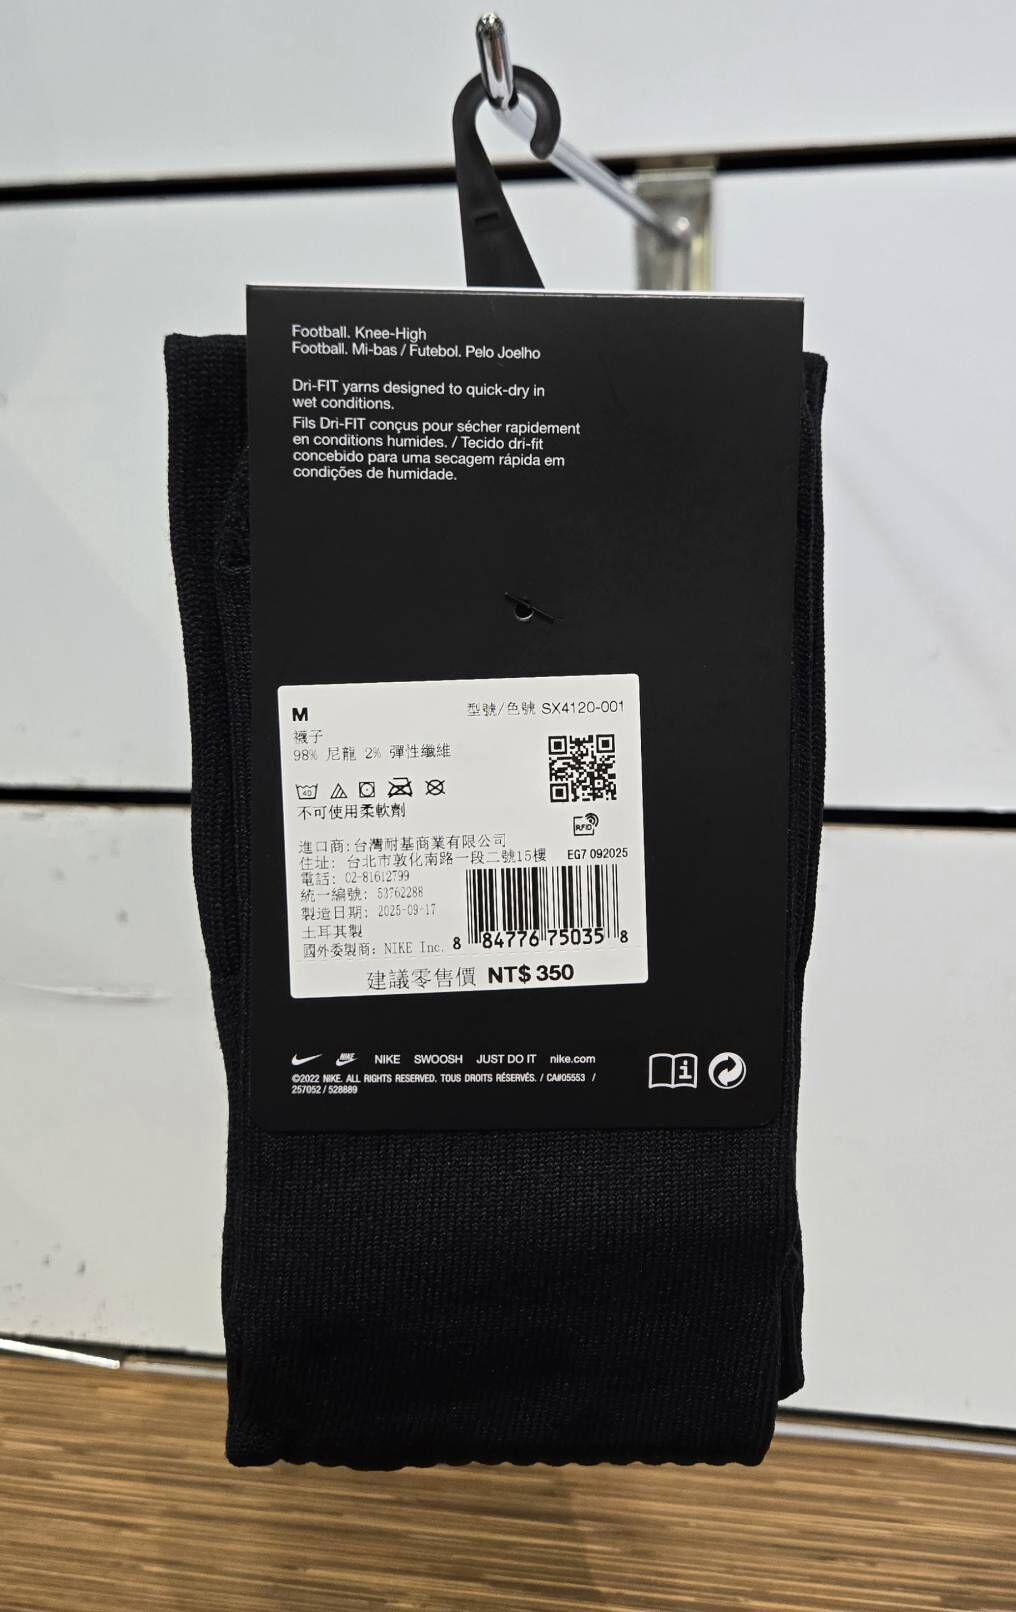 Football. Knee-High
Football. Mi-bas / Futebol. Pelo Joelho
Dri-FIT yarns designed to quick-dry in
wet conditions.
Fils Dri-FIT conçus pour sécher rapidement
en conditions humides. / Tecido dri-fit
concebido para uma secagem rápida em
condições de humidade.
M
型號/色號 SX4120-001
襪子
98% 尼龍 2% 彈性纖維
40
不可使用柔軟劑
RFID
進口商:台灣耐基商業有限公司
住址: 台北市敦化南路一段二號15樓
EG7 092025
電話: 02-81612799
統一編號: 53762288
製造日期: 2025-09-17
土耳其製
國外委製商: NIKE Inc.
8 84776 75035 8
建議零售價 NT$ 350
NIKE NIKE SWOOSH JUST DO IT nike.com
©2022 NIKE. ALL RIGHTS RESERVED. TOUS DROITS RÉSERVÉS. / CA#05553 /
257052 / 528889